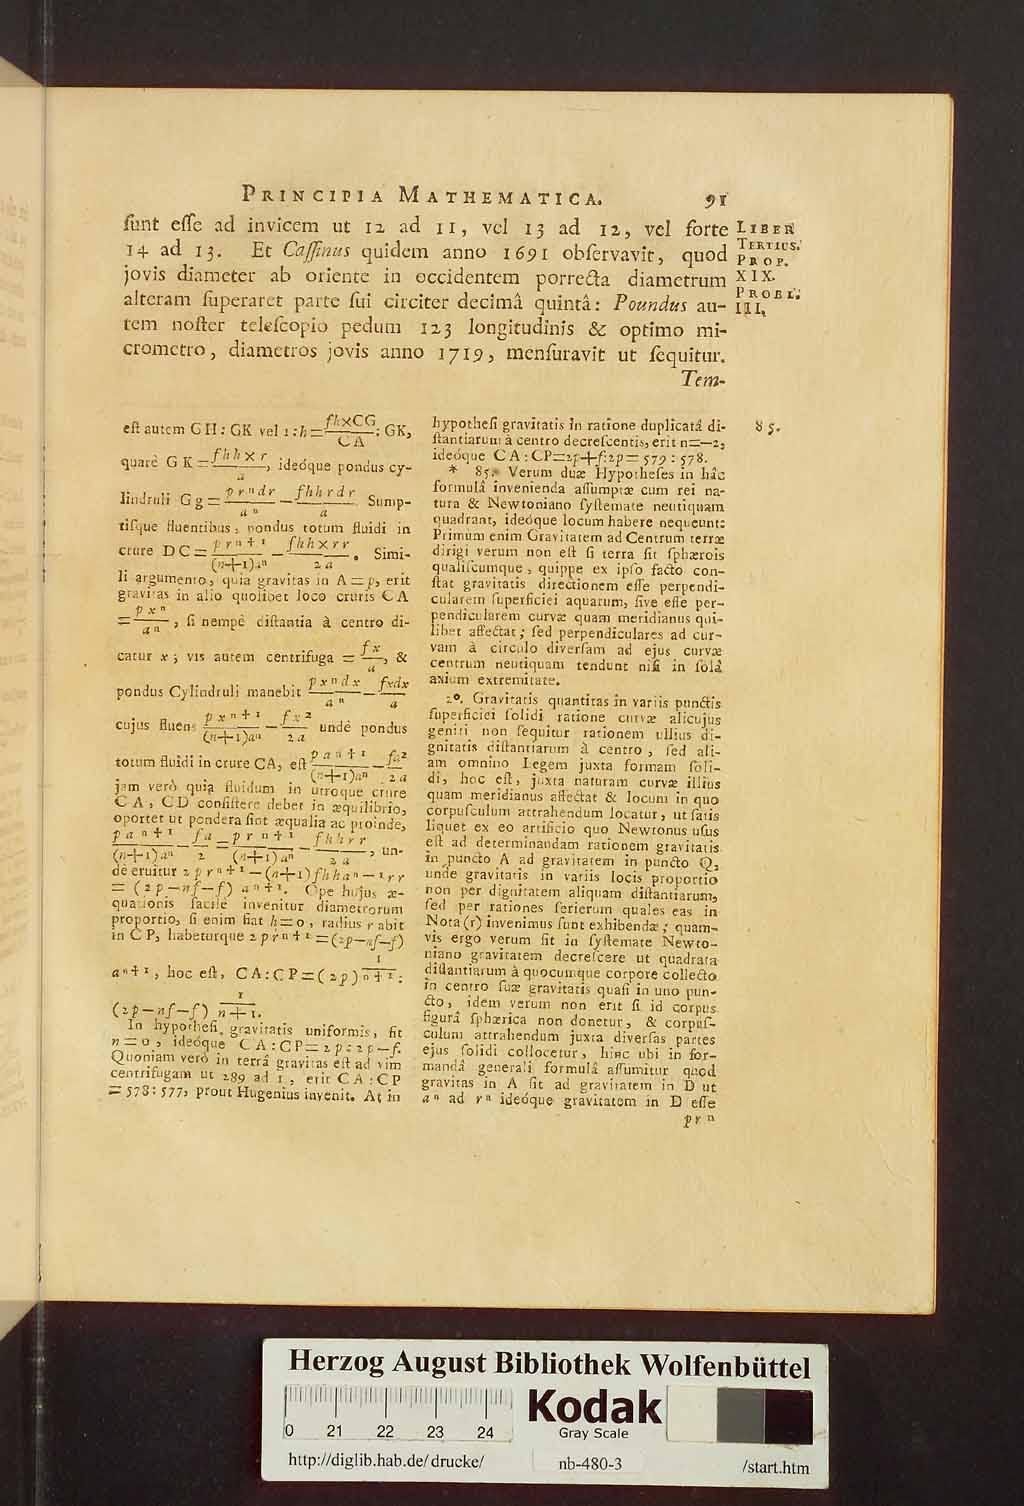 PRINCIPIA MATHEMATICA. 91
ſunt eſſe ad invicem ut 12 ad 11, vel 13 ad 12, vel forte
14 ad 13. Et Caſſinus quidem anno 1691 obſervavit, quod
jovis diameter ab oriente in occidentem porrecta diametrum
alteram ſuperaret parte ſui circiter decimâ quintâ: Poundus au-
tem noſter teleſcopio pedum 123 longitudinis & optimo mi-
crometro, diametros jovis anno 1719, menſuravit ut ſequitur.
Tem-
LIBER
TERTIUS.
PROP.
XIX.
PROBL.
III.
eſt autem GH: GK vel 1:h = fh×CG/CA : GK,
quarè GK = fhh×r/a, ideóque pondus cy-
lindruli Gg = p rⁿ dr/aⁿ — fhh r dr/a. Sump-
tiſque fluentibus, pondus totum fluidi in
crure DC = p rⁿ⁺¹/(n+1)aⁿ — fhh×rr/2a. Simi-
li argumento, quia gravitas in A = p, erit
gravitas in alio quolibet loco cruris CA
= p xⁿ/aⁿ, ſi nempè diſtantia à centro di-
catur x; vis autem centrifuga = fx/a, &
pondus Cylindruli manebit p xⁿ dx/aⁿ — fxdx/a
cujus fluens p xⁿ⁺¹/(n+1)aⁿ — fx²/2a undè pondus
totum fluidi in crure CA, eſt p aⁿ⁺¹/(n+1)aⁿ — fa²/2a
jam verò quia fluidum in utroque crure
CA, CD conſiſtere debet in æquilibrio,
oportet ut pondera ſint æqualia ac proinde,
p aⁿ⁺¹/(n+1)aⁿ — fa/2 = p rⁿ⁺¹/(n+1)aⁿ — fhhrr/2a, un-
de eruitur 2prⁿ⁺¹ — (n+1)fhhaⁿ⁻¹rr
= (2p—nf—f) aⁿ⁺¹. Ope hujus æ-
quationis facilè invenitur diametrorum
proportio, ſi enim fiat h = 0, radius r abit
in CP, habeturque 2prⁿ⁺¹ = (2p—nf—f)
aⁿ⁺¹, hoc eſt, CA:CP = (2p) 1/n+1 :
(2p—nf—f) 1/n+1.
In hypotheſi gravitatis uniformis, fit
n = 0, ideóque CA:CP = 2p:2p—f.
Quoniam verò in terrâ gravitas eſt ad vim
centrifugam ut 289 ad 1, erit CA:CP
= 578:577, prout Hugenius invenit. At in
hypotheſi gravitatis in ratione duplicatâ di-
ſtantiarum à centro decreſcentis, erit n=—2,
ideóque CA:CP=2p+f:2p=579:578.
* 85. Verum duæ Hypotheſes in hâc
formulâ invenienda aſſumptæ cum rei na-
tura & Newtoniano ſyſtemate neutiquam
quadrant, ideóque locum habere nequeunt:
Primùm enim Gravitatem ad Centrum terræ
dirigi verum non eſt ſi terra ſit ſphærois
qualiſcumque, quippe ex ipſo facto con-
ſtat gravitatis directionem eſſe perpendi-
cularem ſuperficiei aquarum, ſive eſſe per-
pendicularem curvæ quam meridianus qui-
libet affectat; ſed perpendiculares ad cur-
vam à circulo diverſam ad ejus curvæ
centrum neutiquam tendunt niſi in ſolâ
axium extremitate.
2°. Gravitatis quantitas in variis punctis
ſuperficiei ſolidi ratione curvæ alicujus
geniti non ſequitur rationem ullius di-
gnitatis diſtantiarum à centro, ſed ali-
am omnino Legem juxta formam ſoli-
di, hoc eſt, juxta naturam curvæ illius
quam meridianus affectat & locum in quo
corpuſculum attrahendum locatur, ut ſatis
liquet ex eo artificio quo Newtonus uſus
eſt ad determinandam rationem gravitatis
in puncto A ad gravitatem in puncto Q,
unde gravitatis in variis locis proportio
non per dignitatem aliquam diſtantiarum,
ſed per rationes ſerierum quales eas in
Nota (r) invenimus ſunt exhibendæ; quam-
vis ergo verum ſit in ſyſtemate Newto-
niano gravitatem decreſcere ut quadrata
diſtantiarum à quocumque corpore collecto
in centro ſuæ gravitatis quaſi in uno pun-
cto, idem verum non erit ſi id corpus
figurâ ſphærica non donetur, & corpuſ-
culum attrahendum juxta diverſas partes
ejus ſolidi collocetur, hinc ubi in for-
mandâ generali formulâ aſſumitur quod
gravitas in A ſit ad gravitatem in D ut
aⁿ ad rⁿ ideóque gravitatem in D eſſe
prⁿ
85.
Herzog August Bibliothek Wolfenbüttel
0 21 22 23 24
Kodak
Gray Scale
http://diglib.hab.de/drucke/ nb-480-3 /start.htm